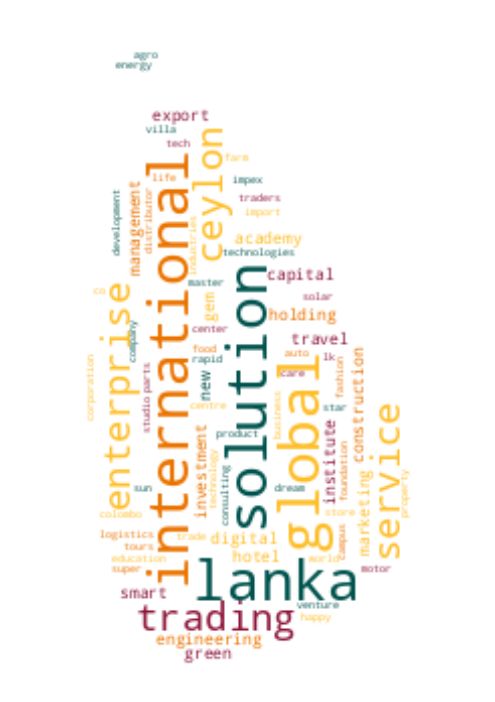 agro
energy
export
villa
tech
ceylon
farm
international
life
impex
development
management
distributor
traders
import
industries
academy
technologies
solution
capital
master
co
enterprise
gem
solar
holding
company
center
travel
corporation
food
auto
lk
rapid
global
construction
studio
parts
new
care
fashion
centre
business
star
service
investment
product
institute
technology
consulting
foundation
marketing
property
sun
dream
colombo
store
logistics
trade
digital
campus
tours
education
hotel
world
super
lanka
motor
smart
trading
venture
happy
engineering
green